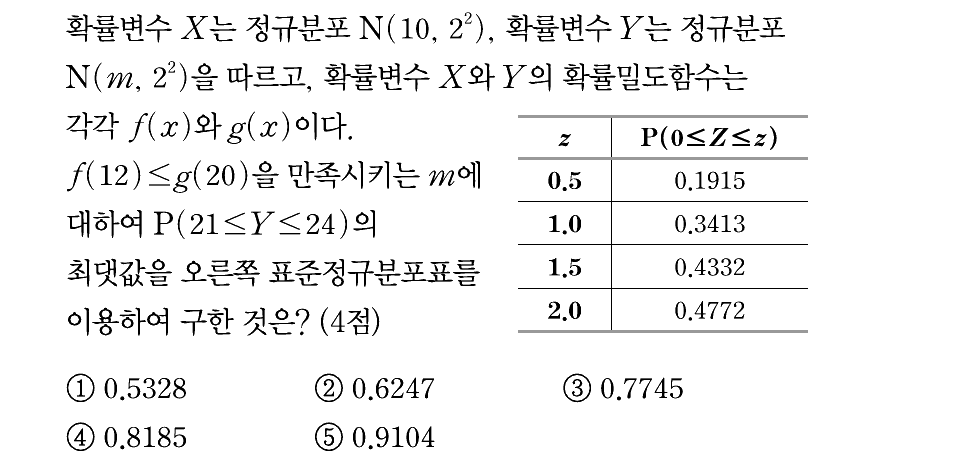 확률변수 X는 정규분포 N(10, 2²), 확률변수 Y는 정규분포
N(m, 2²)을 따르고, 확률변수 X와 Y의 확률밀도함수는
각각 f(x)와 g(x)이다.
f(12)≤g(20)을 만족시키는 m에
대하여 P(21≤Y≤24)의
최댓값을 오른쪽 표준정규분포표를
이용하여 구한 것은? (4점)
z P(0≤Z≤z)
0.5 0.1915
1.0 0.3413
1.5 0.4332
2.0 0.4772
① 0.5328 ② 0.6247 ③ 0.7745
④ 0.8185 ⑤ 0.9104